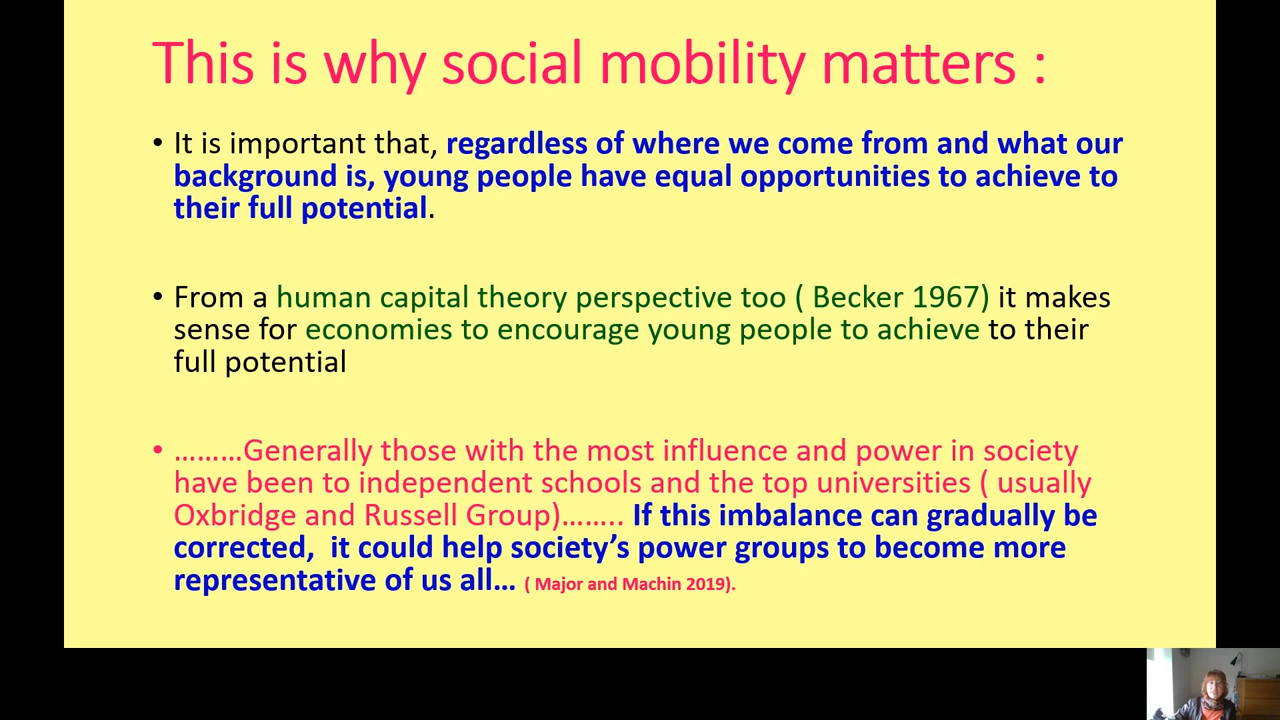 This is why social mobility matters :
• It is important that, regardless of where we come from and what our
background is, young people have equal opportunities to achieve to
their full potential.
• From a human capital theory perspective too ( Becker 1967) it makes
sense for economies to encourage young people to achieve to their
full potential
• ………Generally those with the most influence and power in society
have been to independent schools and the top universities ( usually
Oxbridge and Russell Group)…….. If this imbalance can gradually be
corrected,  it could help society’s power groups to become more
representative of us all… ( Major and Machin 2019).